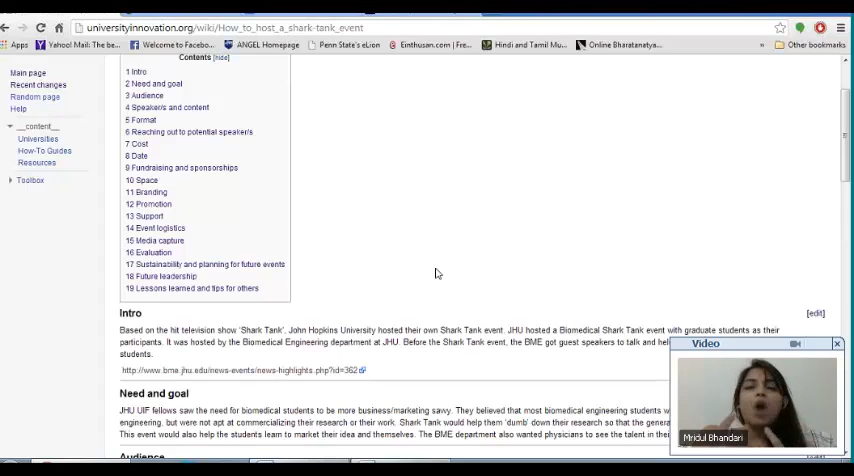 universityinnovation.org/wiki/How_to_host_a_shark-tank_event
Apps Yahoo! Mail: The be... Welcome to Facebo... ANGEL Homepage Penn State's eLion Einthusan.com | Fre... Hindi and Tamil Mu... Online Bharatanatya... » Other bookmarks
Main page
Recent changes
Random page
Help
__content__
Universities
How-To Guides
Resources
Toolbox
Contents [hide]
1 Intro
2 Need and goal
3 Audience
4 Speaker/s and content
5 Format
6 Reaching out to potential speaker/s
7 Cost
8 Date
9 Fundraising and sponsorships
10 Space
11 Branding
12 Promotion
13 Support
14 Event logistics
15 Media capture
16 Evaluation
17 Sustainability and planning for future events
18 Future leadership
19 Lessons learned and tips for others
Intro [edit]
Based on the hit television show 'Shark Tank', John Hopkins University hosted their own Shark Tank event. JHU hosted a Biomedical Shark Tank event with graduate students as their
participants. It was hosted by the Biomedical Engineering department at JHU. Before the Shark Tank event, the BME got guest speakers to talk and
students.
http://www.bme.jhu.edu/news-events/news-highlights.php?id=362
Need and goal
JHU UIF fellows saw the need for biomedical students to be more business/marketing savvy. They believed that most biomedical engineering students
engineering, but were not apt at commercializing their research or their work. Shark Tank would help them 'dumb' down their research so that the
This event would also help the students learn to market their idea and themselves. The BME department also wanted physicians to see the talent in
Audience
Video
Mridul Bhandari